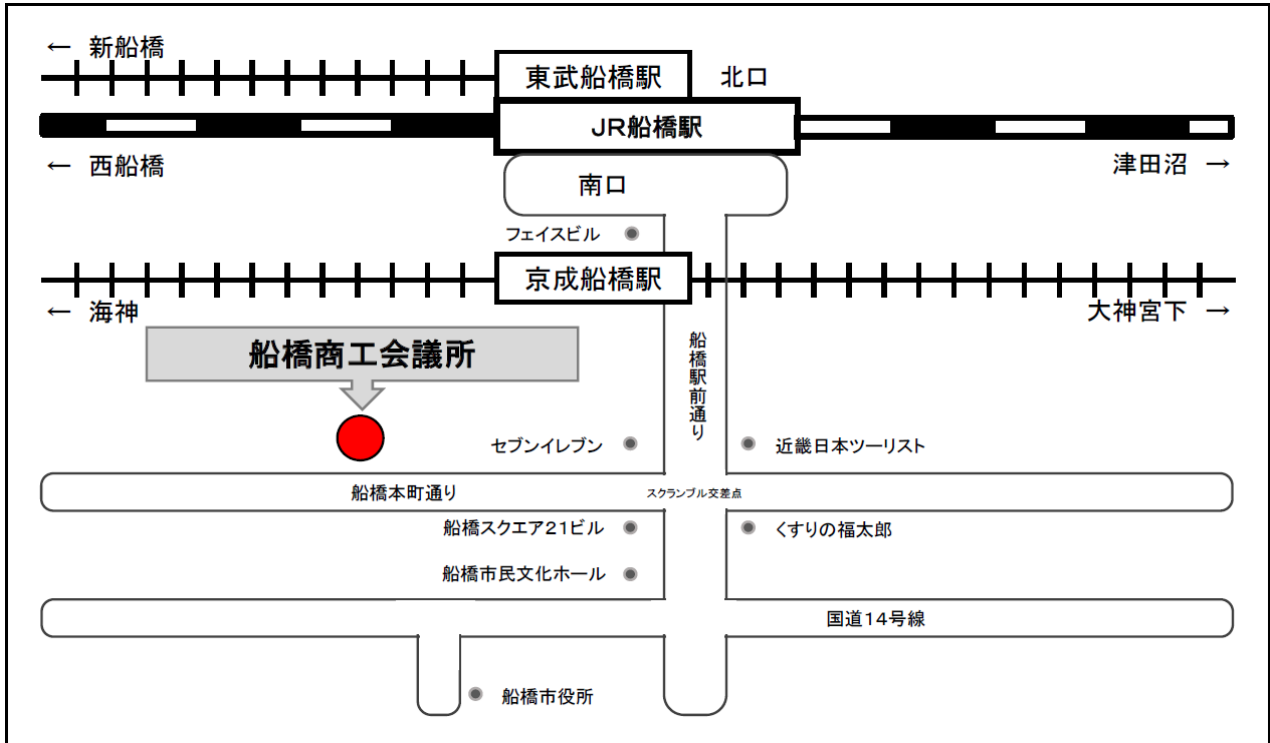 ← 新船橋
東武船橋駅
北口
JR船橋駅
← 西船橋
津田沼 →
南口
フェイスビル
京成船橋駅
← 海神
大神宮下 →
船橋商工会議所
船橋駅前通り
セブンイレブン
近畿日本ツーリスト
船橋本町通り
スクランブル交差点
船橋スクエア21ビル
くすりの福太郎
船橋市民文化ホール
国道14号線
船橋市役所